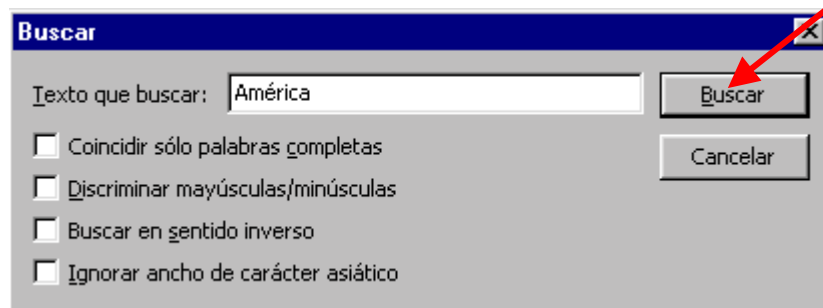 Buscar
Texto que buscar: América Buscar
Coincidir sólo palabras completas
Cancelar
Discriminar mayúsculas/minúsculas
Buscar en sentido inverso
Ignorar ancho de carácter asiático